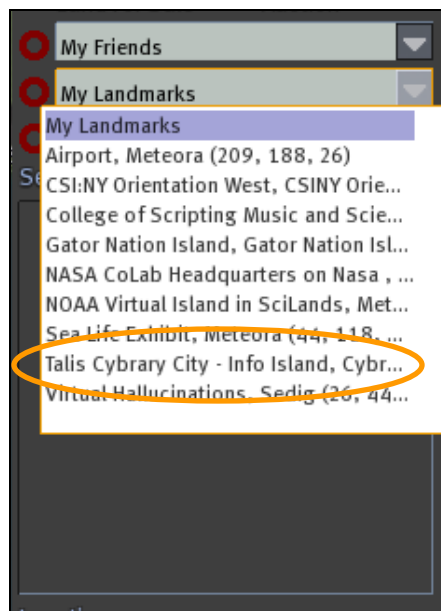 My Friends
My Landmarks
My Landmarks
Airport, Meteora (209, 188, 26)
CSI:NY Orientation West, CSINY Orie...
College of Scripting Music and Scie...
Gator Nation Island, Gator Nation Isl...
NASA CoLab Headquarters on Nasa , ...
NOAA Virtual Island in SciLands, Met...
Sea Life Exhibit, Meteora (44, 118, ...
Talis Cybrary City - Info Island, Cybr...
Virtual Hallucinations, Sedig (26, 44...